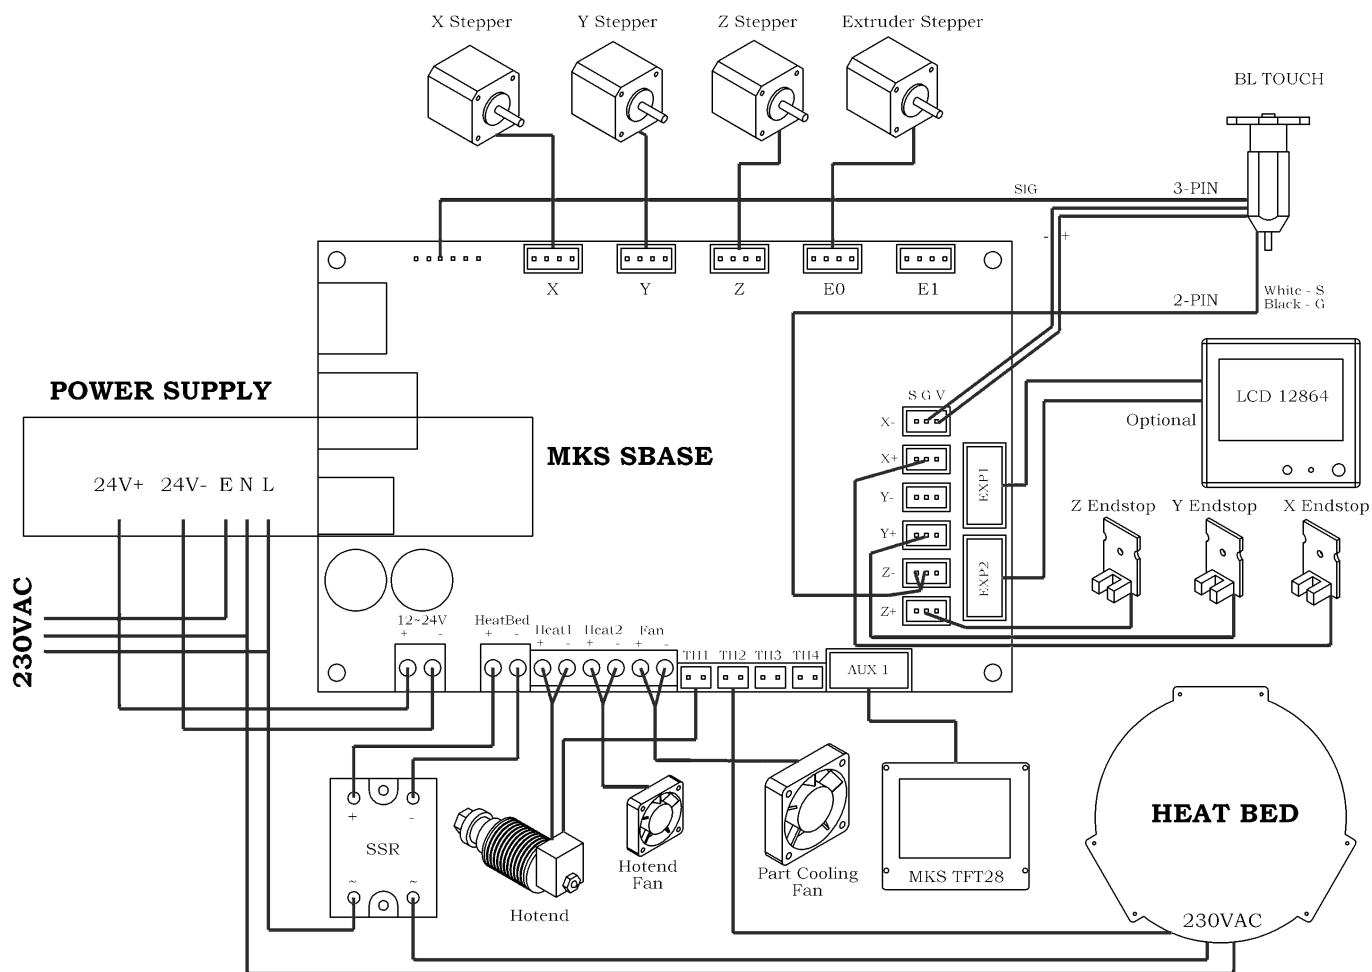 X Stepper
Y Stepper
Z Stepper
Extruder Stepper
BL TOUCH
SIG
3-PIN
- +
X
Y
Z
E0
E1
2-PIN
White - S
Black - G
POWER SUPPLY
24V+ 24V- E N L
MKS SBASE
S G V
X-
X+
Y-
Y+
Z-
Z+
EXP1
EXP2
LCD 12864
Optional
Z Endstop
Y Endstop
X Endstop
230VAC
12~24V
+ -
HeatBed
+ -
Heat1
+ -
Heat2
+ -
Fan
+ -
TH1
TH2
TH3
TH4
AUX 1
+ -
SSR
~ ~
Hotend
Hotend
Fan
Part Cooling
Fan
MKS TFT28
HEAT BED
230VAC